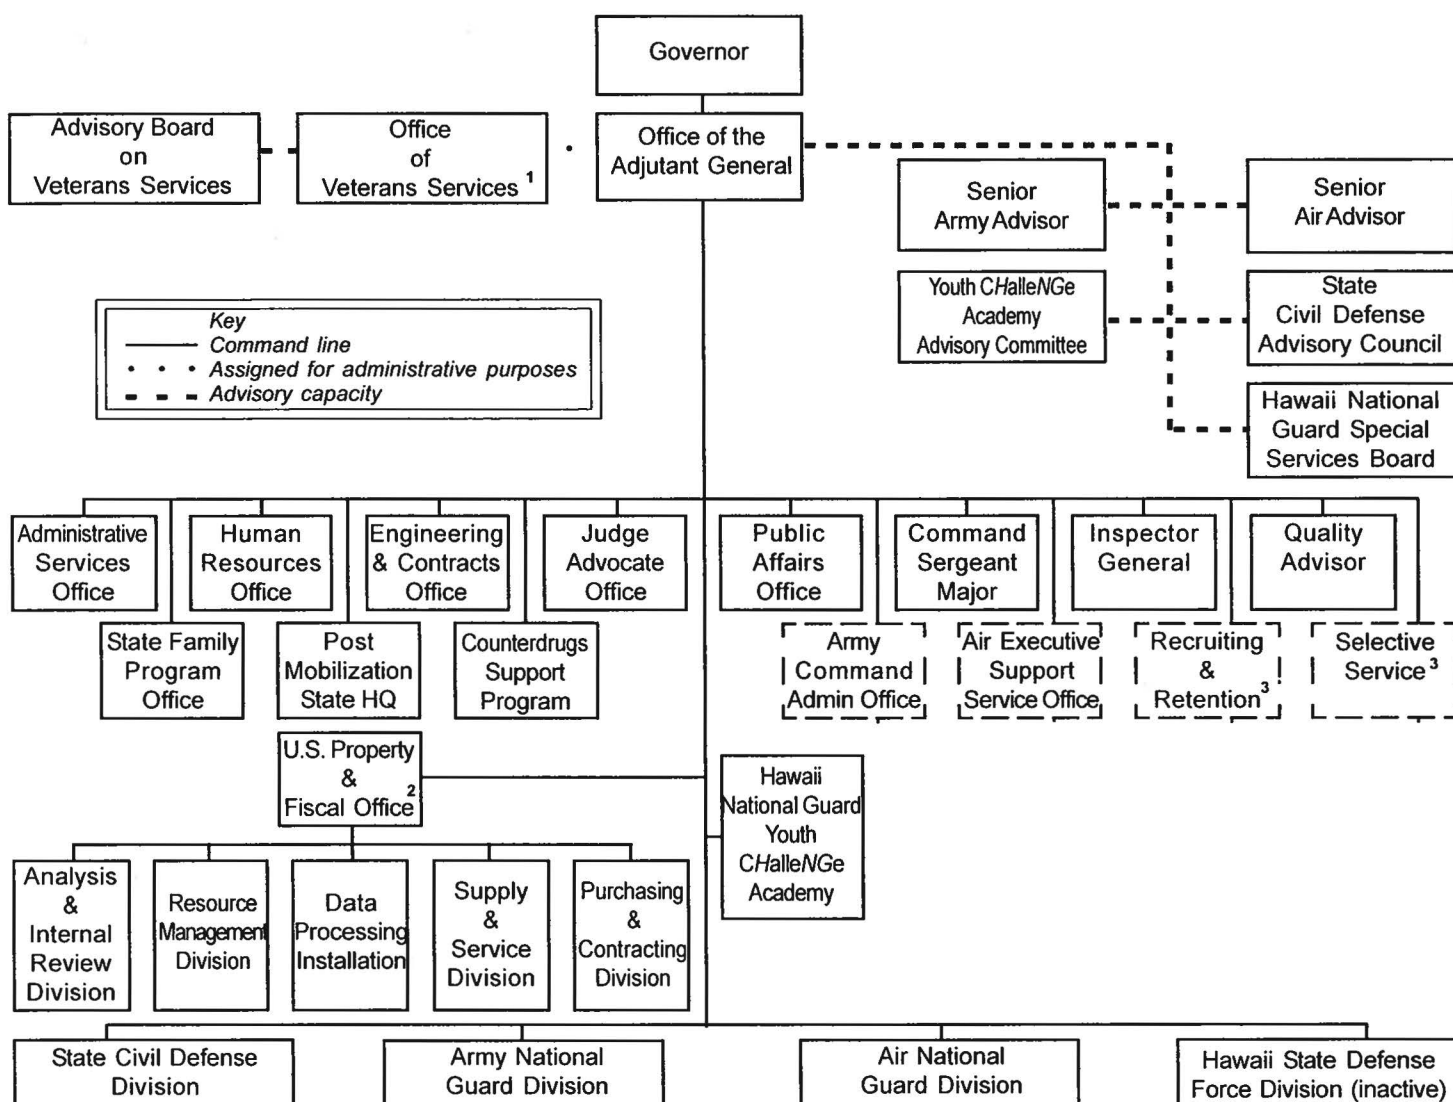 Governor
Advisory Board
on
Veterans Services
Office
of
Veterans Services 1
Office of the
Adjutant General
Senior
Army Advisor
Senior
Air Advisor
Youth CHalleNGe
Academy
Advisory Committee
State
Civil Defense
Advisory Council
Hawaii National
Guard Special
Services Board
Key
Command line
Assigned for administrative purposes
Advisory capacity
Administrative
Services
Office
Human
Resources
Office
Engineering
& Contracts
Office
Judge
Advocate
Office
Public
Affairs
Office
Command
Sergeant
Major
Inspector
General
Quality
Advisor
State Family
Program
Office
Post
Mobilization
State HQ
Counterdrugs
Support
Program
Army
Command
Admin Office
Air Executive
Support
Service Office
Recruiting
&
Retention 3
Selective
Service 3
U.S. Property
&
Fiscal Office 2
Hawaii
National Guard
Youth
CHalleNGe
Academy
Analysis
&
Internal
Review
Division
Resource
Management
Division
Data
Processing
Installation
Supply
&
Service
Division
Purchasing
&
Contracting
Division
State Civil Defense
Division
Army National
Guard Division
Air National
Guard Division
Hawaii State Defense
Force Division (inactive)